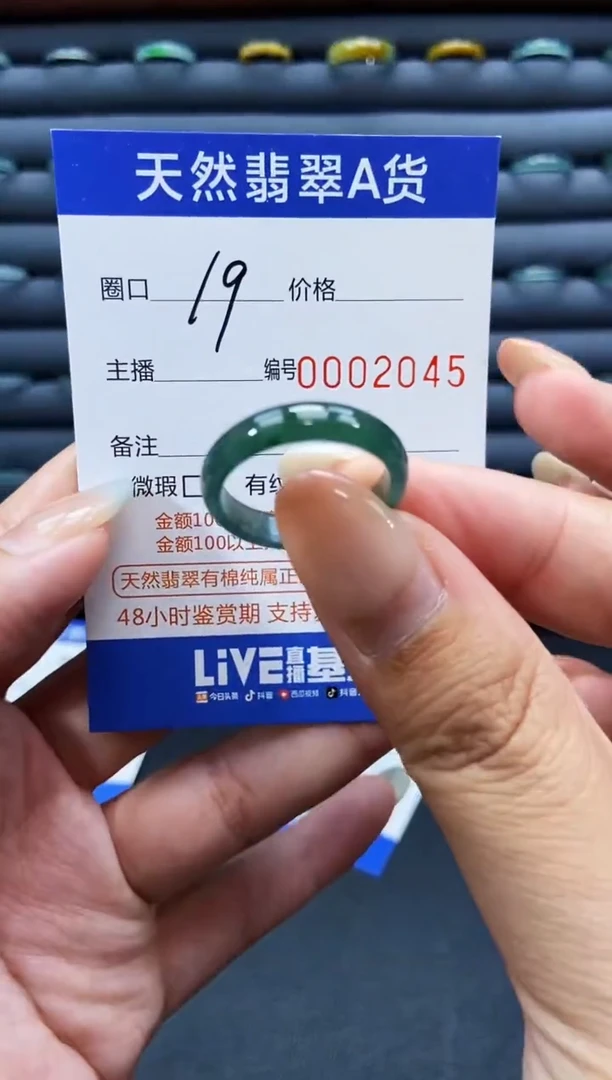 天然翡翠A货
圈口 19 价格
主播 编号0002045
备注
微瑕 有纹
金额10
金额100以上
天然翡翠有棉纯属正
48小时鉴赏期 支持
LiVE直播基
今日头条 抖音 西瓜视频 抖音